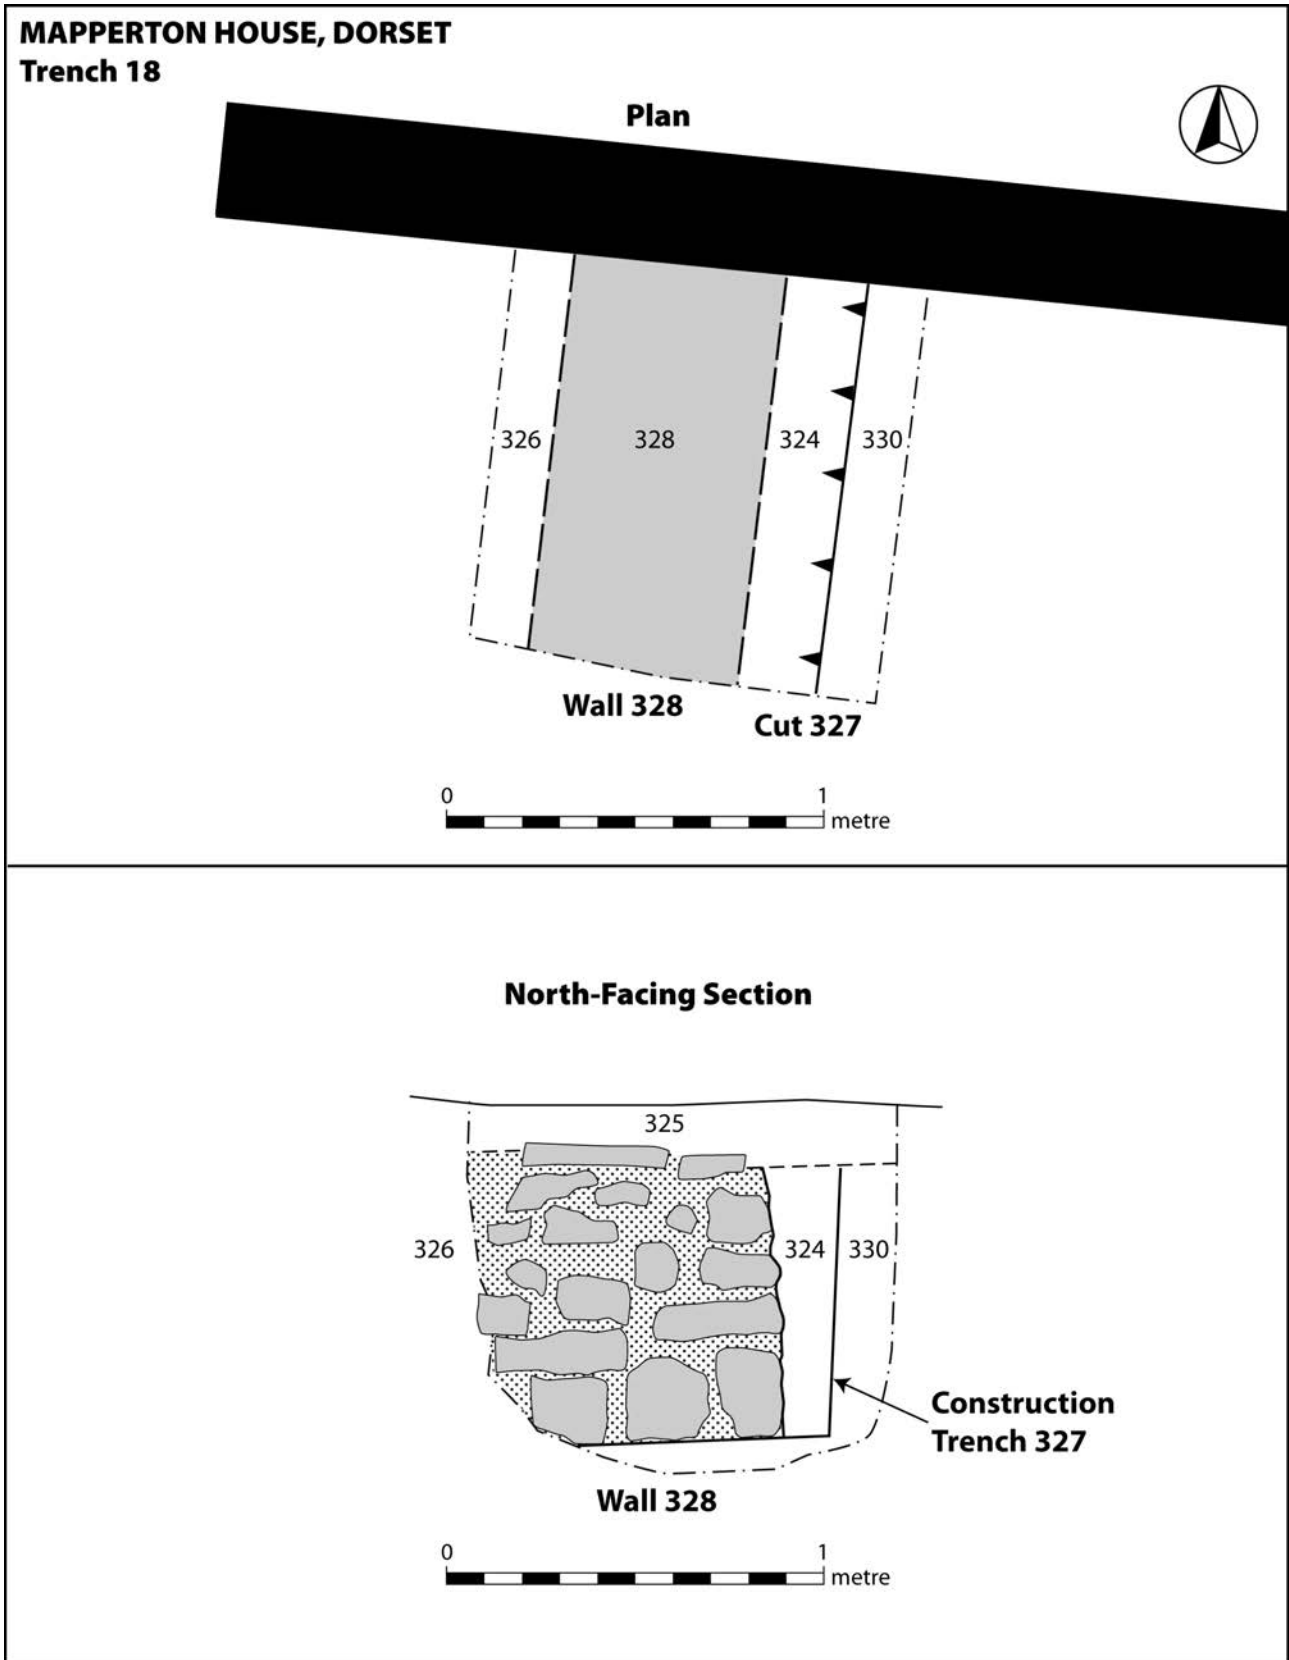 MAPPERTON HOUSE, DORSET
Trench 18
Plan
326
328
324
330
Wall 328
Cut 327
0
1
metre
North-Facing Section
325
326
324
330
Construction
Trench 327
Wall 328
0
1
metre